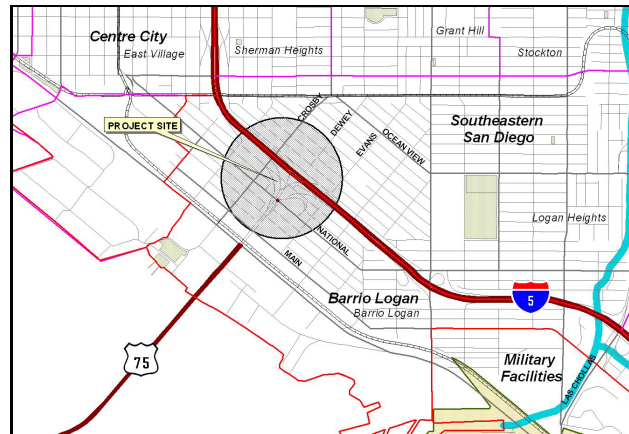 Grant Hill
Centre City
East Village
Sherman Heights
Stockton
CROSBY
PROJECT SITE
DEWEY
Southeastern
San Diego
EVANS
OCEAN VIEW
Logan Heights
NATIONAL
MAIN
Barrio Logan
Barrio Logan
5
75
Military
Facilities
LAS CHOLLAS